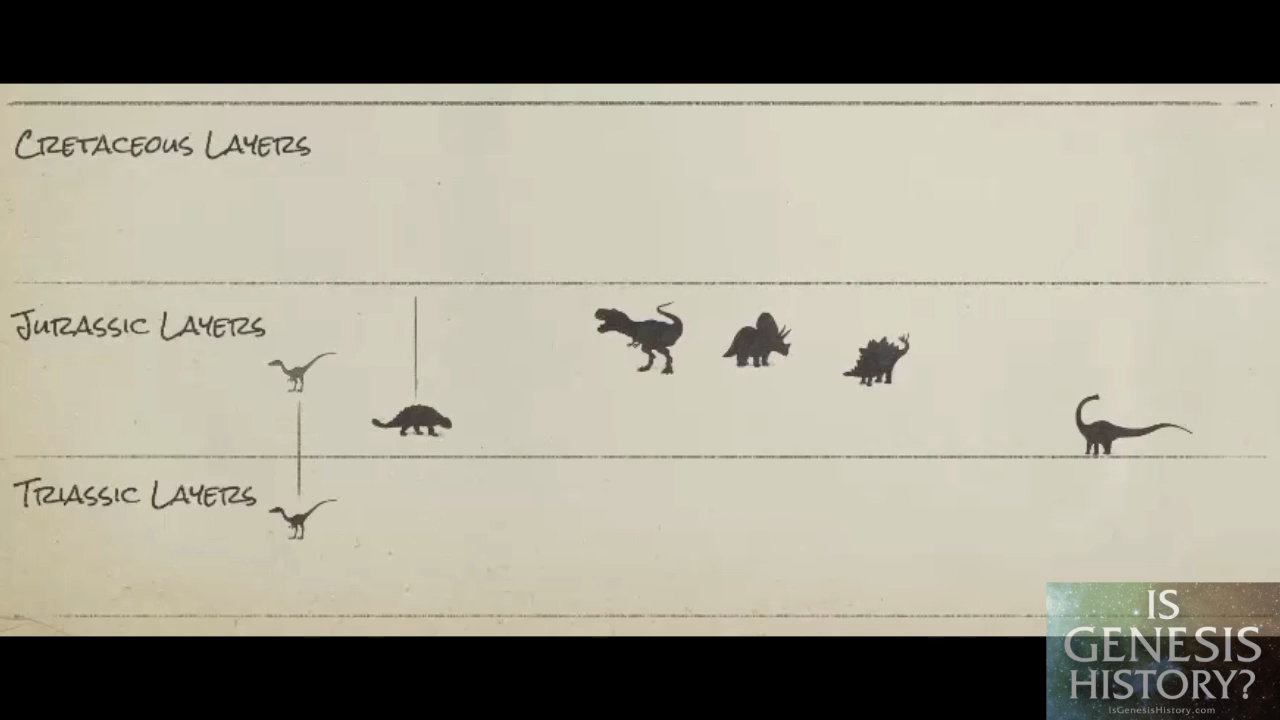 Cretaceous Layers
Jurassic Layers
Triassic Layers
IS
GENESIS
HISTORY?
IsGenesisHistory.com